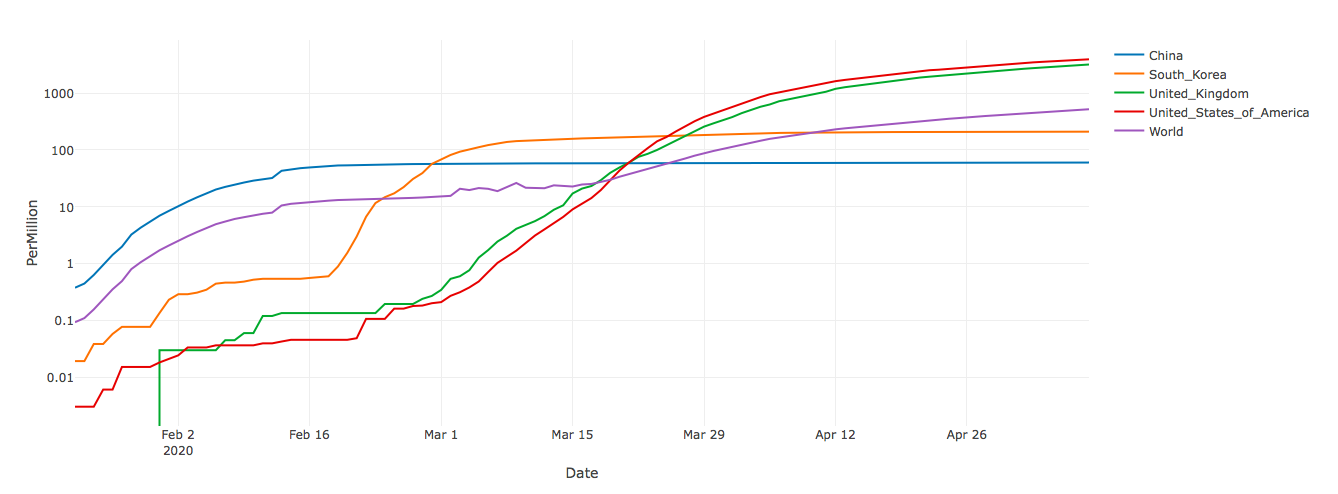 China
South_Korea
United_Kingdom
United_States_of_America
World
1000
100
10
1
0.1
0.01
PerMillion
Feb 2
2020
Feb 16
Mar 1
Mar 15
Mar 29
Apr 12
Apr 26
Date